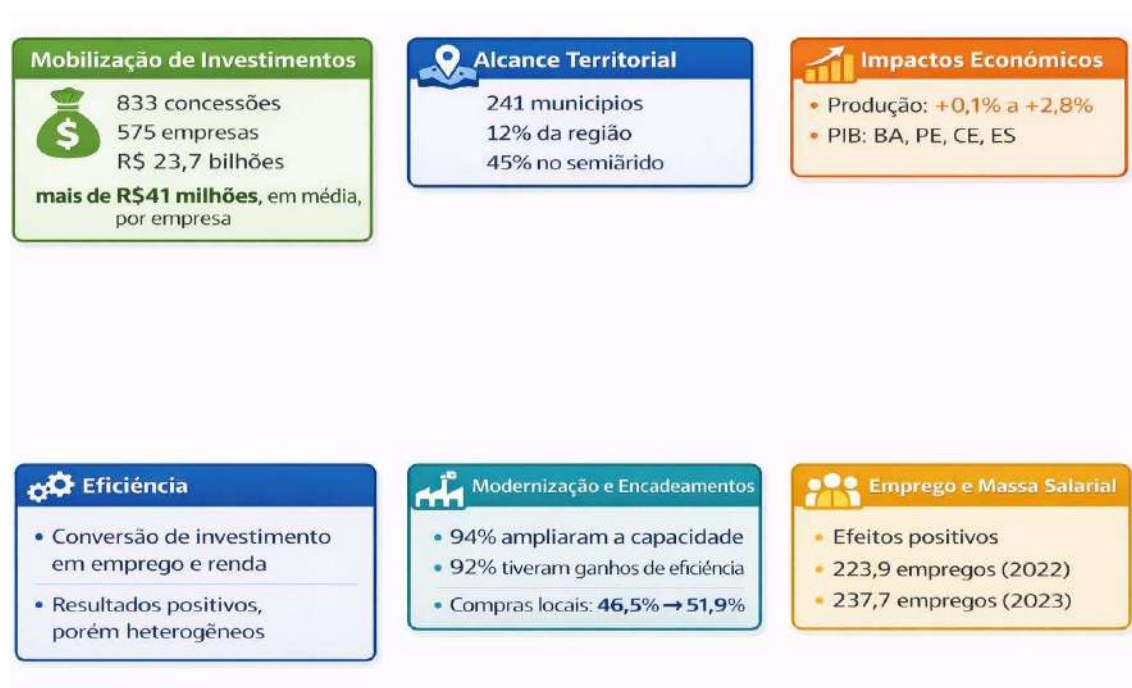 Mobilização de Investimentos
$
833 concessões
575 empresas
R$ 23,7 bilhões
mais de R$41 milhões, em média,
por empresa
Alcance Territorial
241 municipios
12% da região
45% no semiãrido
Impactos Económicos
• Produção: +0,1% a +2,8%
• PIB: BA, PE, CE, ES
Eficiéncia
• Conversão de investimento
em emprego e renda
• Resultados positivos,
porém heterogẽneos
Modernização e Encadeamentos
• 94% ampliaram a capacidade
• 92% tiveram ganhos de eficiéncia
• Compras locais: 46,5% → 51,9%
Emprego e Massa Salarial
• Efeitos positivos
• 223,9 empregos (2022)
• 237,7 empregos (2023)